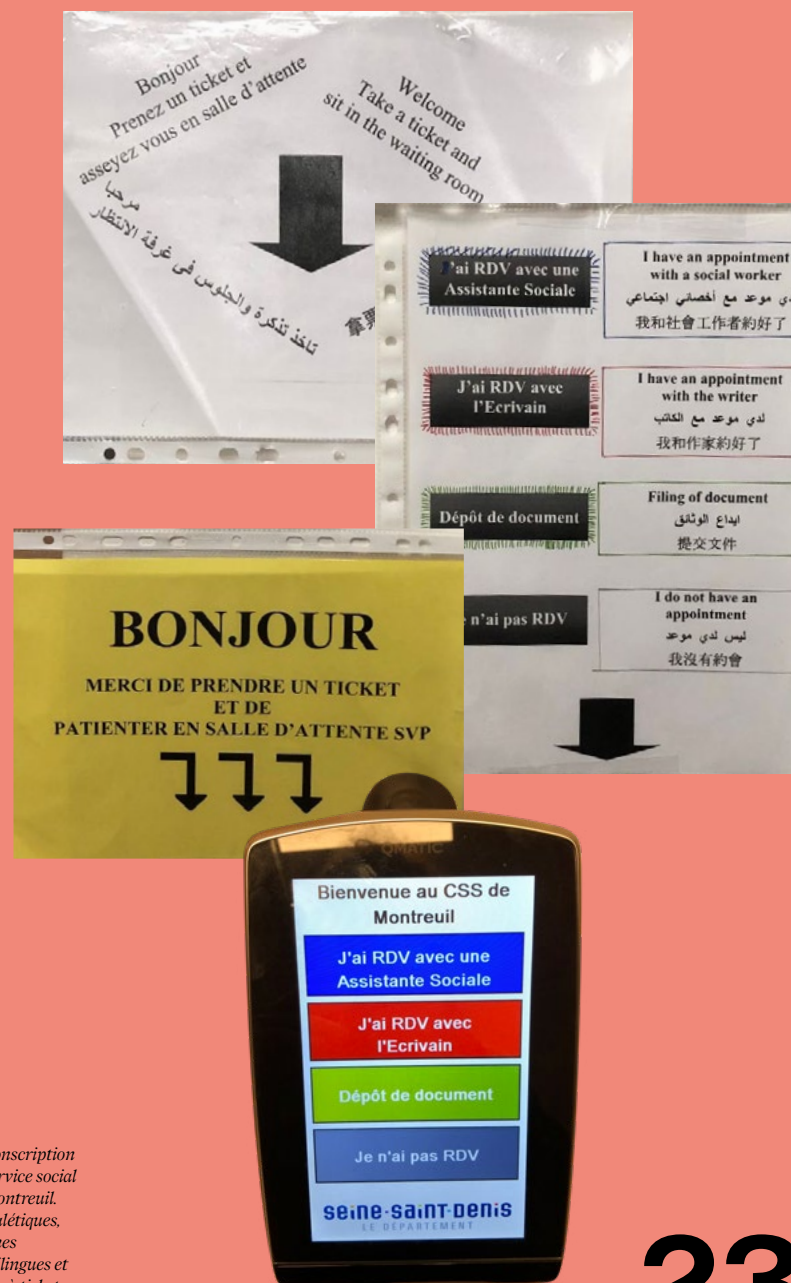 Bonjour
Prenez un ticket et
asseyez vous en salle d'attente
Welcome
Take a ticket and
sit in the waiting room
مرحبا
تاخذ تذكرة والجلوس في غرفة الانتظار
拿票
J'ai RDV avec une
Assistante Sociale
I have an appointment
with a social worker
موعد مع أخصائي اجتماعي
我和社會工作者約好了
J'ai RDV avec
l'Ecrivain
I have an appointment
with the writer
لدي موعد مع الكاتب
我和作家約好了
Dépôt de document
Filing of document
ايداع الوثائق
提交文件
n'ai pas RDV
I do not have an
appointment
ليس لدي موعد
我沒有約會
BONJOUR
MERCI DE PRENDRE UN TICKET
ET DE
PATIENTER EN SALLE D'ATTENTE SVP
QMATIC
Bienvenue au CSS de
Montreuil
J'ai RDV avec une
Assistante Sociale
J'ai RDV avec
l'Ecrivain
Dépôt de document
Je n'ai pas RDV
seine-saint-denis
LE DÉPARTEMENT
social
lingues et
23